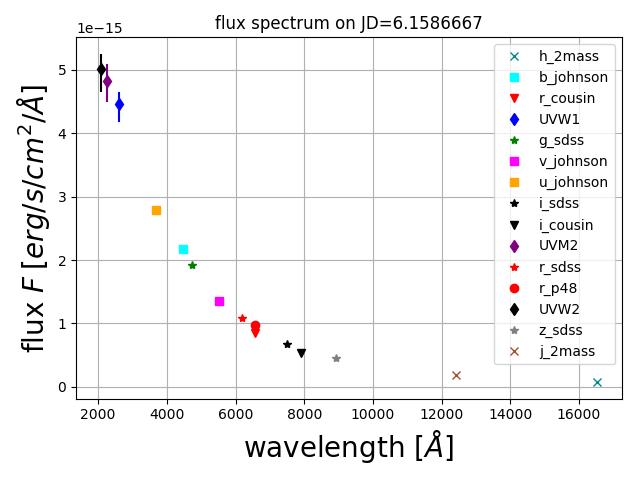 flux spectrum on JD=6.1586667
1e−15
5
4
3
2
1
0
flux F [erg/s/cm²/Å]
2000 4000 6000 8000 10000 12000 14000 16000
wavelength [Å]
h_2mass
b_johnson
r_cousin
UVW1
g_sdss
v_johnson
u_johnson
i_sdss
i_cousin
UVM2
r_sdss
r_p48
UVW2
z_sdss
j_2mass